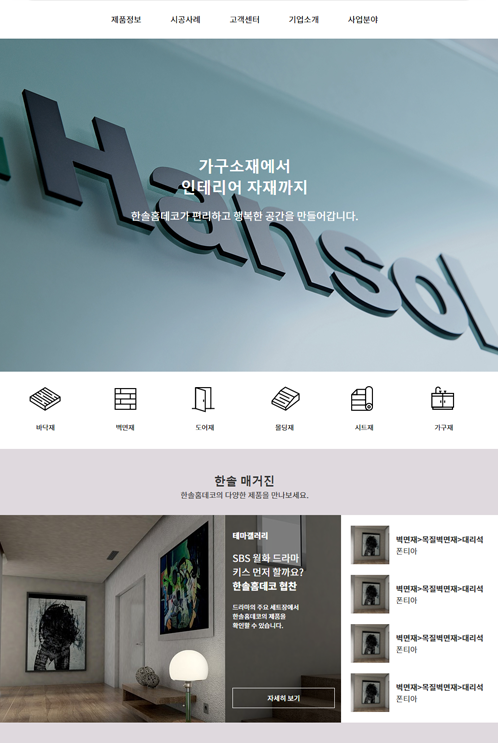 제품정보 시공사례 고객센터 기업소개 사업분야
Hansol
가구소재에서
인테리어 자재까지
한솔홈데코가 편리하고 행복한 공간을 만들어갑니다.
바닥재 벽면재 도어재 몰딩재 시트재 가구재
한솔 매거진
한솔홈데코의 다양한 제품을 만나보세요.
테마갤러리
SBS 월화 드라마
키스 먼저 할까요?
한솔홈데코 협찬
드라마의 주요 세트장에서
한솔홈데코의 제품을
확인할 수 있습니다.
자세히 보기
벽면재>목질벽면재>대리석
폰티아
벽면재>목질벽면재>대리석
폰티아
벽면재>목질벽면재>대리석
폰티아
벽면재>목질벽면재>대리석
폰티아